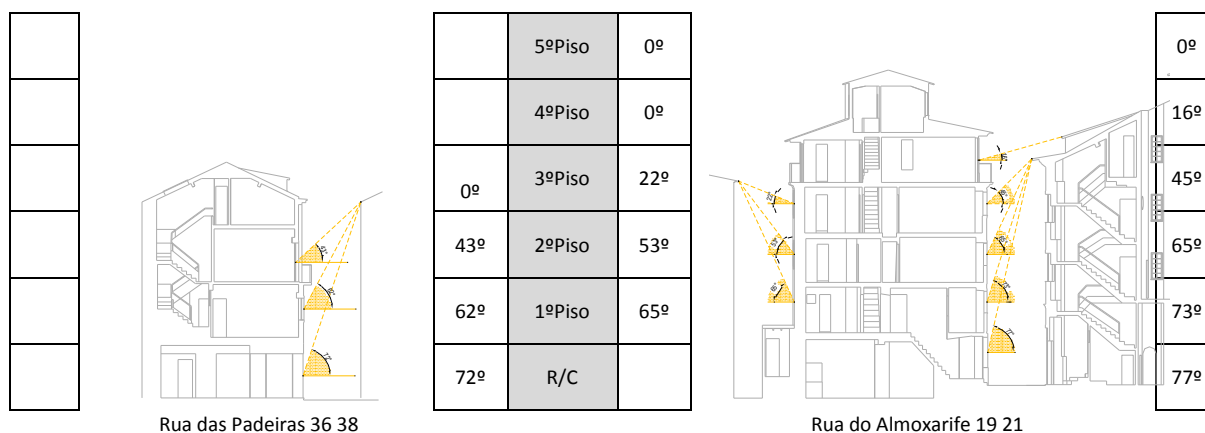 5ºPiso 0º 0º
4ºPiso 0º 16º
0º 3ºPiso 22º 45º
43º 2ºPiso 53º 65º
62º 1ºPiso 65º 73º
72º R/C 77º
Rua das Padeiras 36 38
Rua do Almoxarife 19 21